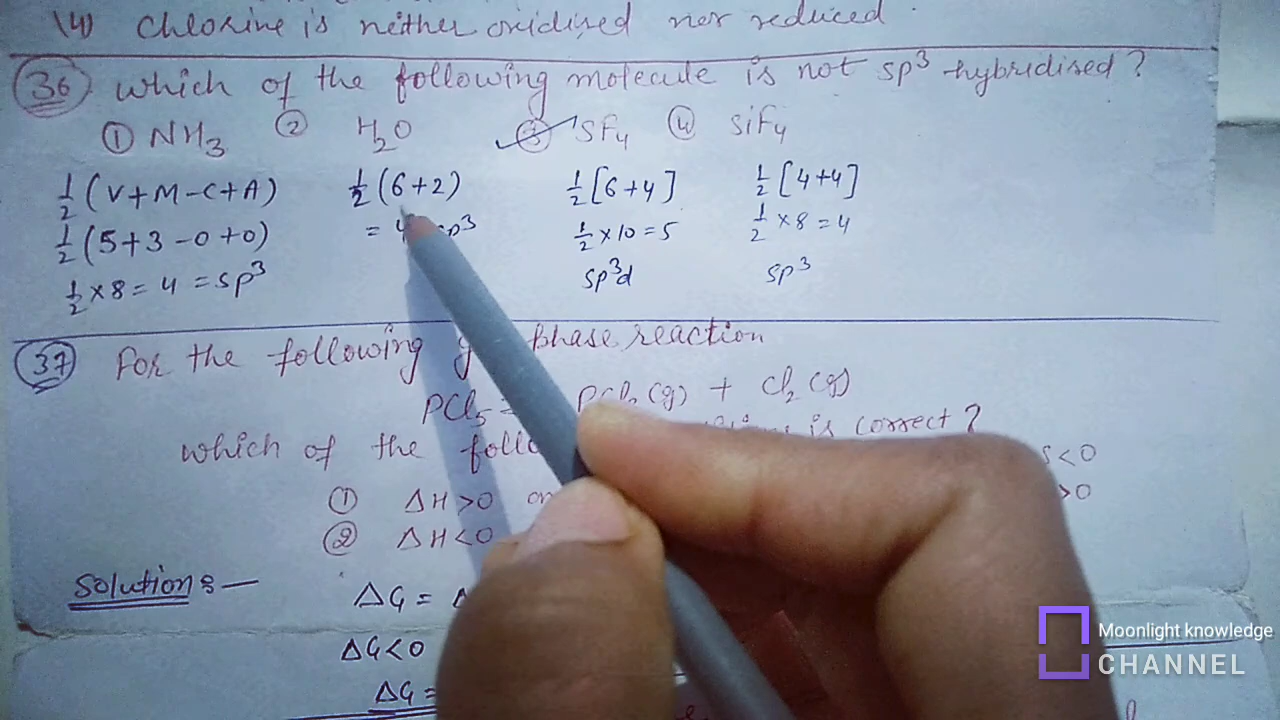 (4) Chlorine is neither oxidised nor reduced.
36 which of the following molecule is not sp³ hybridised?
① NH₃ ② H₂O ③ SF₄ ④ SiF₄
½(V+M-C+A) ½(6+2) ½[6+4] ½[4+4]
½(5+3-0+0) = 4 sp³ ½×10=5 ½×8=4
½×8=4=sp³ sp³d sp³
37 For the following phase reaction
PCl₅ PCl₃(g) + Cl₂(g)
which of the is correct?
① ΔH>0 S<0
② ΔH<0 >0
Solution:-
ΔG =
ΔG<0
ΔG=
Moonlight knowledge
CHANNEL